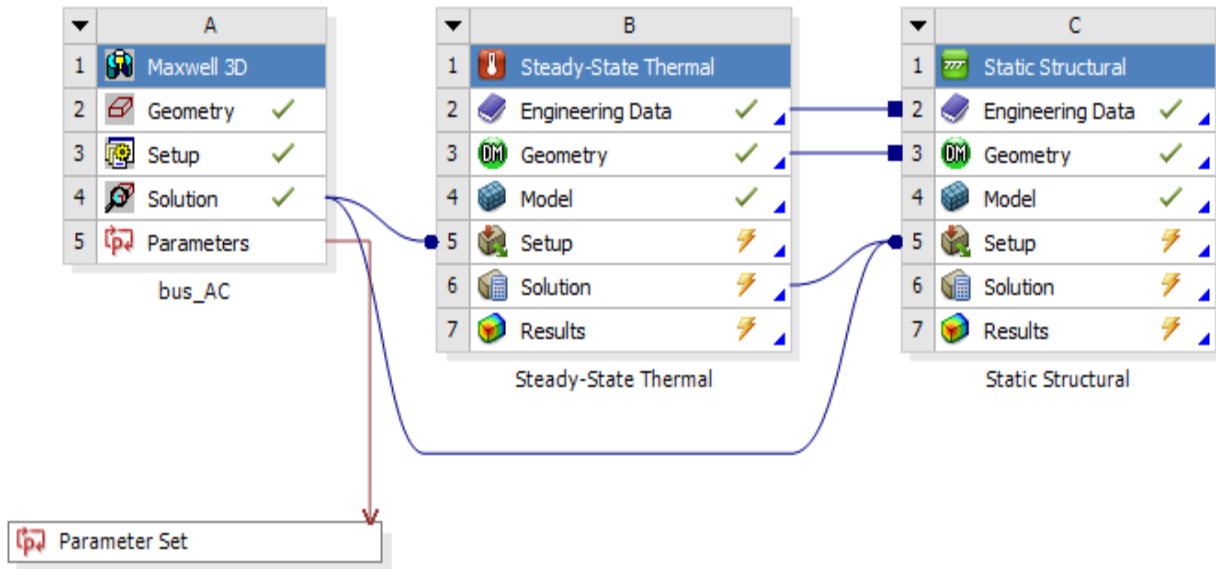 A
1 Maxwell 3D
2 Geometry
3 Setup
4 Solution
5 Parameters
bus_AC
B
1 Steady-State Thermal
2 Engineering Data
3 DM Geometry
4 Model
5 Setup
6 Solution
7 Results
Steady-State Thermal
C
1 Static Structural
2 Engineering Data
3 DM Geometry
4 Model
5 Setup
6 Solution
7 Results
Static Structural
Parameter Set